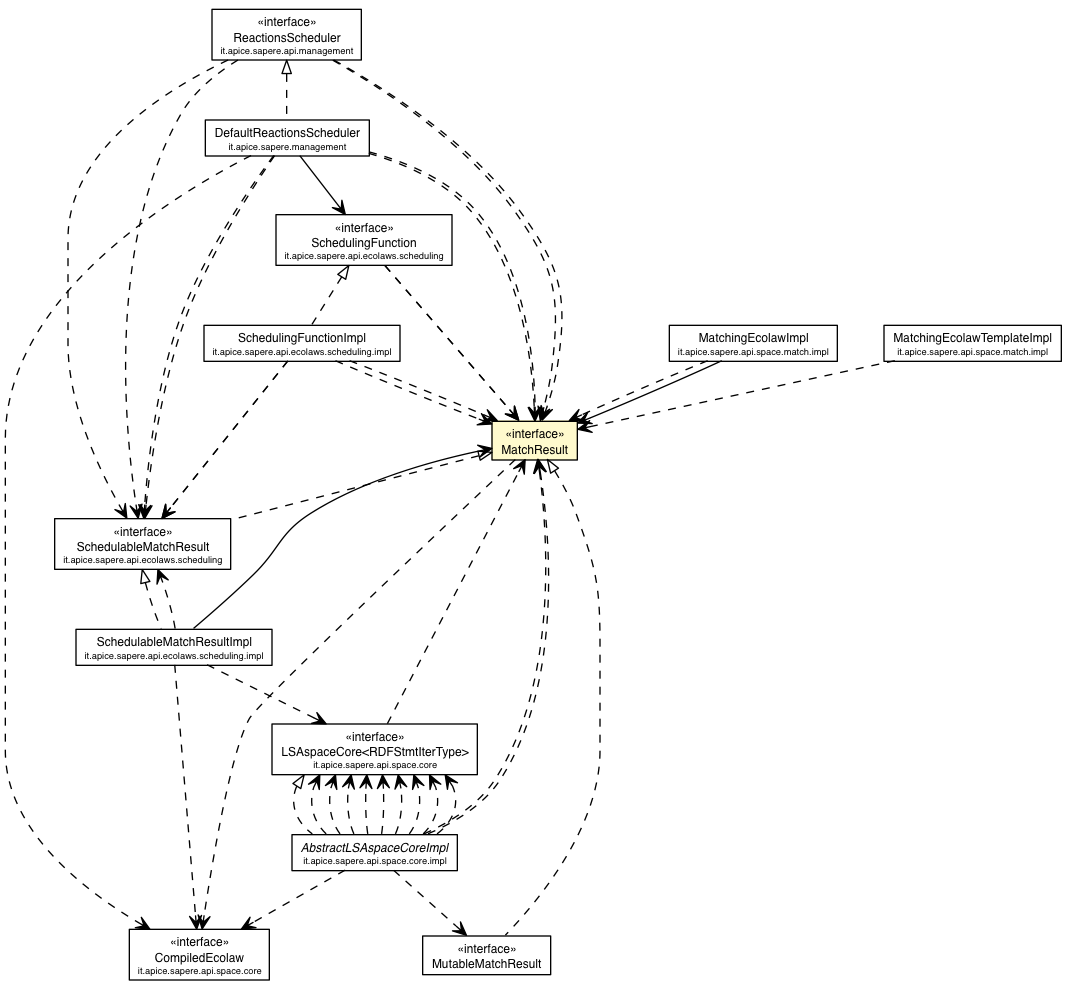 «interface»
ReactionsScheduler
it.apice.sapere.api.management
DefaultReactionsScheduler
it.apice.sapere.management
«interface»
SchedulingFunction
it.apice.sapere.api.ecolaws.scheduling
SchedulingFunctionImpl
it.apice.sapere.api.ecolaws.scheduling.impl
MatchingEcolawImpl
it.apice.sapere.api.space.match.impl
MatchingEcolawTemplateImpl
it.apice.sapere.api.space.match.impl
«interface»
MatchResult
«interface»
SchedulableMatchResult
it.apice.sapere.api.ecolaws.scheduling
SchedulableMatchResultImpl
it.apice.sapere.api.ecolaws.scheduling.impl
«interface»
LSAspaceCore<RDFStmtIterType>
it.apice.sapere.api.space.core
AbstractLSAspaceCoreImpl
it.apice.sapere.api.space.core.impl
«interface»
CompiledEcolaw
it.apice.sapere.api.space.core
«interface»
MutableMatchResult